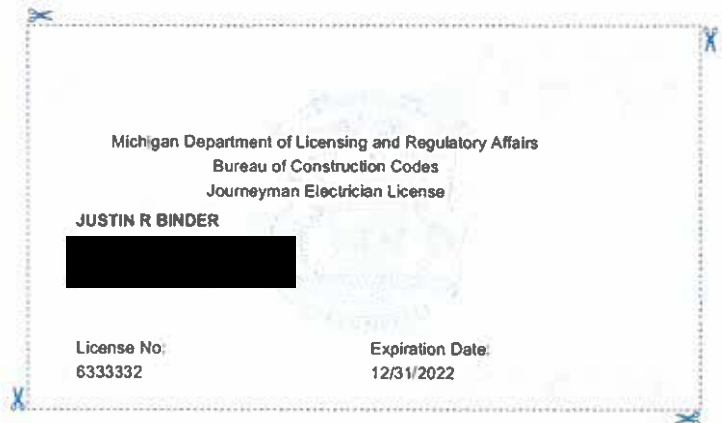 Michigan Department of Licensing and Regulatory Affairs
Bureau of Construction Codes
Journeyman Electrician License
JUSTIN R BINDER
License No:
6333332
Expiration Date:
12/31/2022